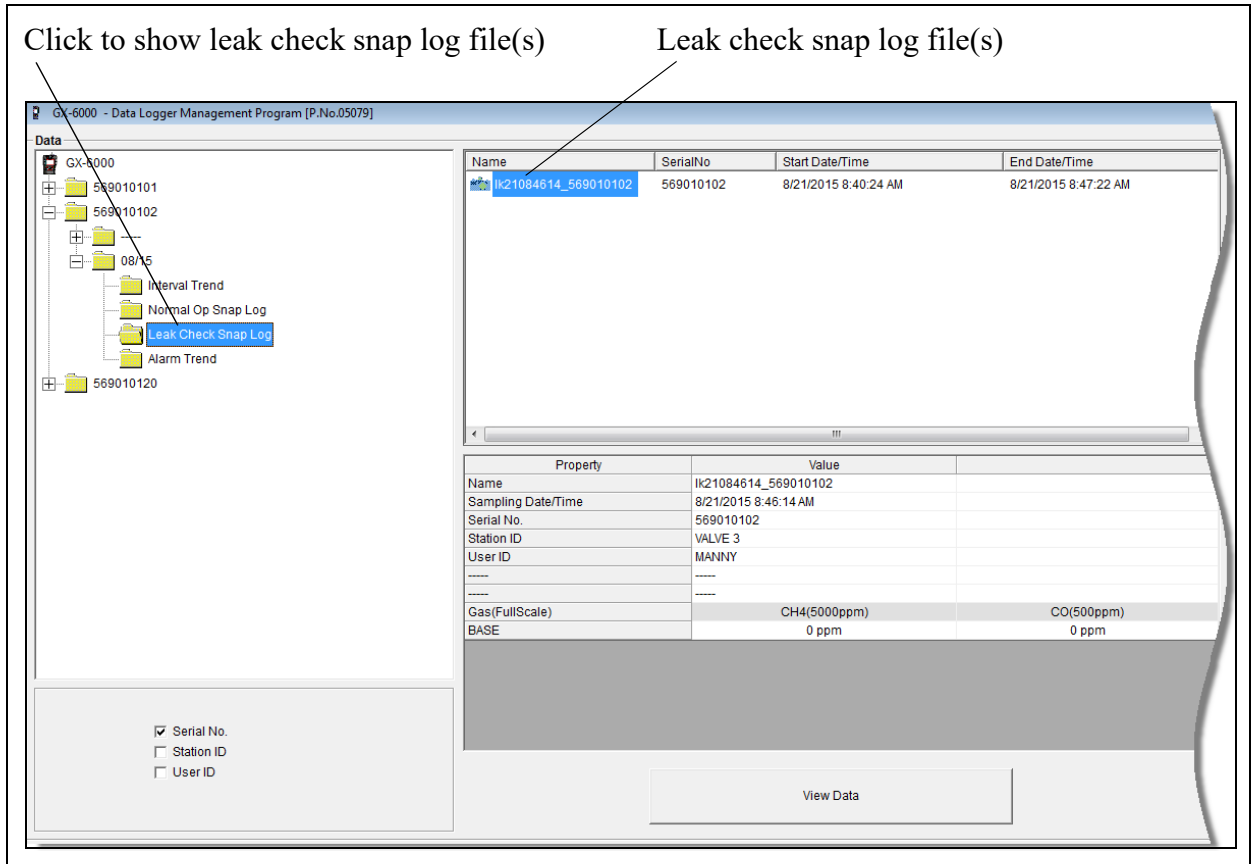 Click to show leak check snap log file(s)
Leak check snap log file(s)
GX-6000 - Data Logger Management Program [P.No.05079]
Data
GX-6000
569010101
569010102
-----
08/15
Interval Trend
Normal Op Snap Log
Leak Check Snap Log
Alarm Trend
569010120
Serial No.
Station ID
User ID
Name SerialNo Start Date/Time End Date/Time
lk21084614_569010102 569010102 8/21/2015 8:40:24 AM 8/21/2015 8:47:22 AM
Property Value
Name lk21084614_569010102
Sampling Date/Time 8/21/2015 8:46:14 AM
Serial No. 569010102
Station ID VALVE 3
User ID MANNY
----- -----
----- -----
Gas(FullScale) CH4(5000ppm) CO(500ppm)
BASE 0 ppm 0 ppm
View Data